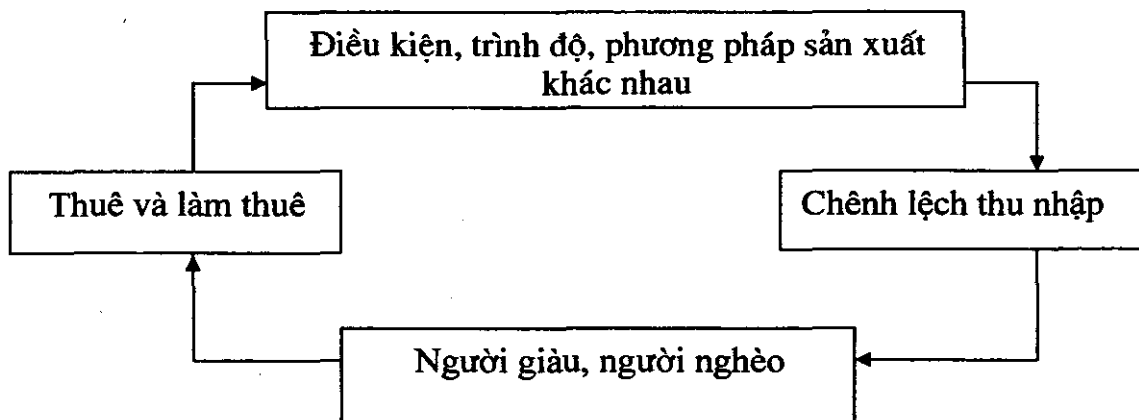 Điều kiện, trình độ, phương pháp sản xuất
khác nhau
Thuê và làm thuê
Chênh lệch thu nhập
Người giàu, người nghèo